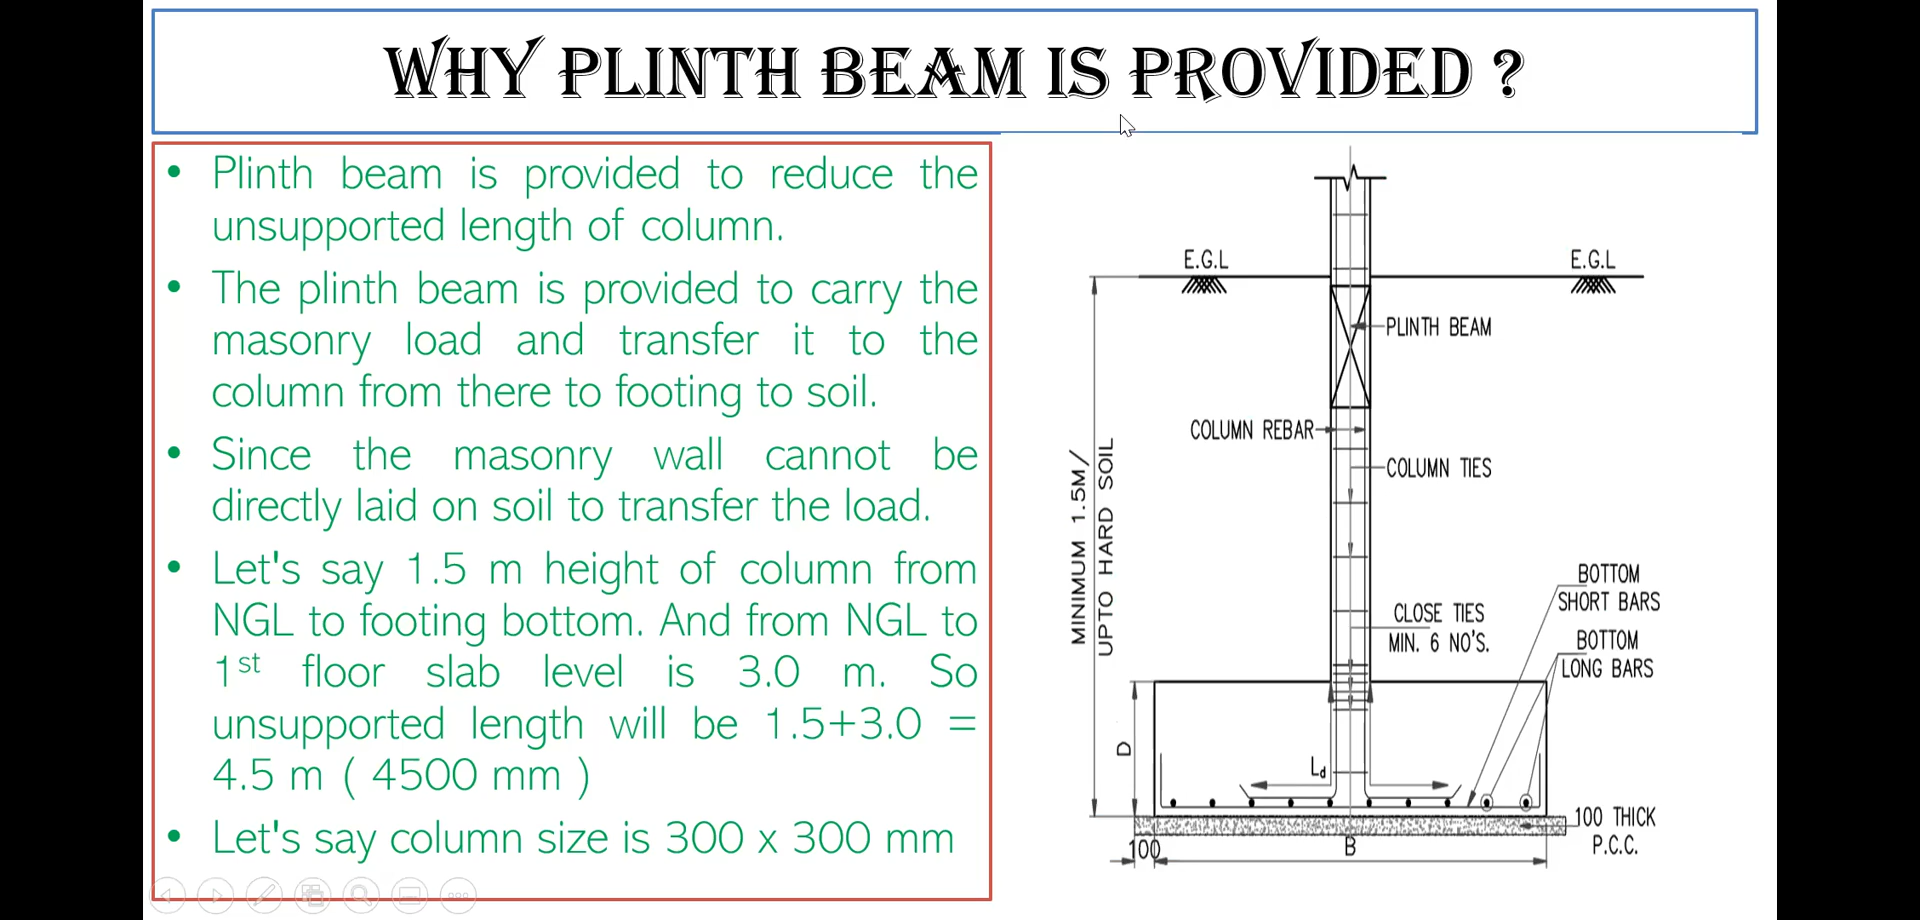 WHY PLINTH BEAM IS PROVIDED ?
• Plinth beam is provided to reduce the
unsupported length of column.
• The plinth beam is provided to carry the
masonry load and transfer it to the
column from there to footing to soil.
• Since the masonry wall cannot be
directly laid on soil to transfer the load.
• Let's say 1.5 m height of column from
NGL to footing bottom. And from NGL to
1st floor slab level is 3.0 m. So
unsupported length will be 1.5+3.0 =
4.5 m ( 4500 mm )
• Let's say column size is 300 x 300 mm
E.G.L
E.G.L
PLINTH BEAM
COLUMN REBAR
COLUMN TIES
MINIMUM 1.5M/
UPTO HARD SOIL
BOTTOM
SHORT BARS
CLOSE TIES
MIN. 6 NO'S.
BOTTOM
LONG BARS
D
Ld
100 THICK
P.C.C.
100
B